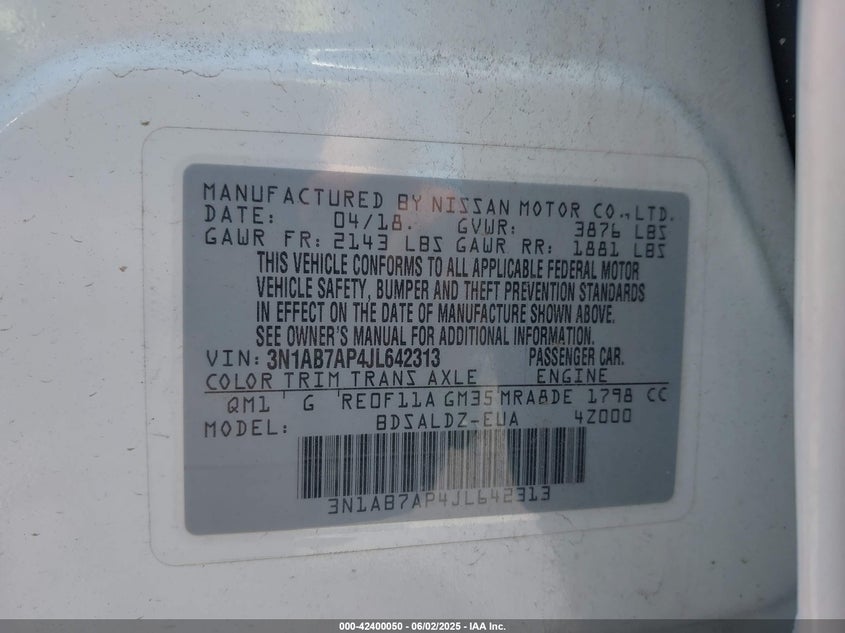 MANUFACTURED BY NISSAN MOTOR CO., LTD.
DATE: 04/18. GVWR: 3876 LBS
GAWR FR: 2143 LBS GAWR RR: 1881 LBS
THIS VEHICLE CONFORMS TO ALL APPLICABLE FEDERAL MOTOR
VEHICLE SAFETY, BUMPER AND THEFT PREVENTION STANDARDS
IN EFFECT ON THE DATE OF MANUFACTURE SHOWN ABOVE.
SEE OWNER'S MANUAL FOR ADDITIONAL INFORMATION.
VIN: 3N1AB7AP4JL642313 PASSENGER CAR.
COLOR TRIM TRANS AXLE ENGINE
QM1 G RE0F11A GM35 MRA8DE 1798 CC
MODEL: BDSALDZ-EUA 4Z000
3N1AB7AP4JL642313
000-42400050 - 06/02/2025 - IAA Inc.